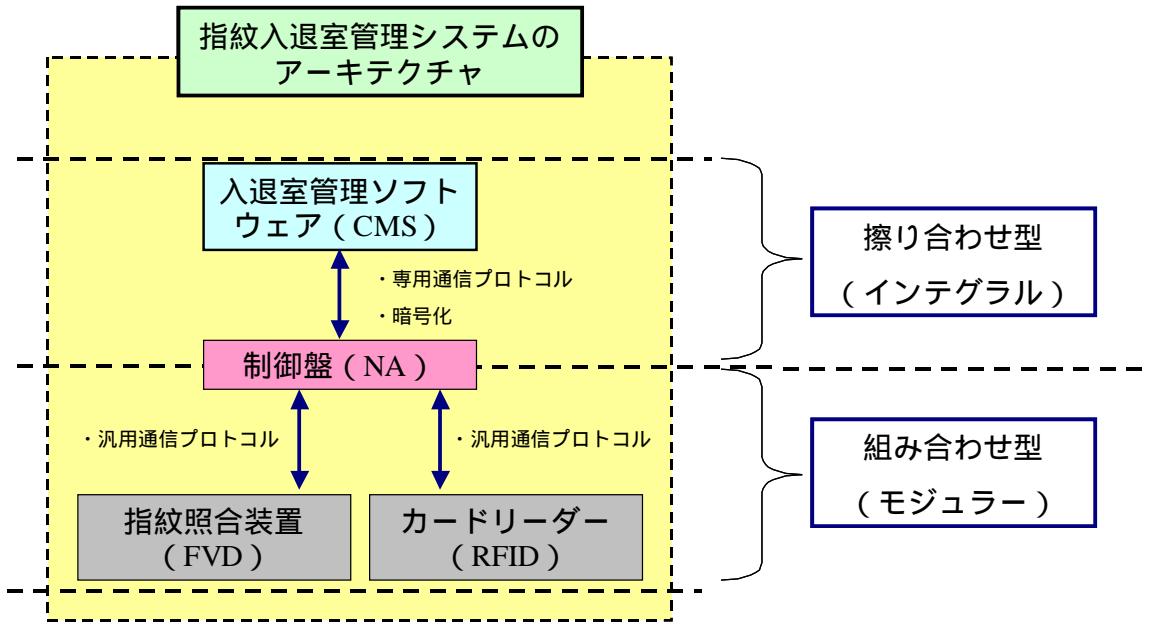 指紋入退室管理システムの
アーキテクチャ
入退室管理ソフト
ウェア(CMS)
・専用通信プロトコル
・暗号化
擦り合わせ型
(インテグラル)
制御盤(NA)
・汎用通信プロトコル
・汎用通信プロトコル
組み合わせ型
(モジュラー)
指紋照合装置
(FVD)
カードリーダー
(RFID)